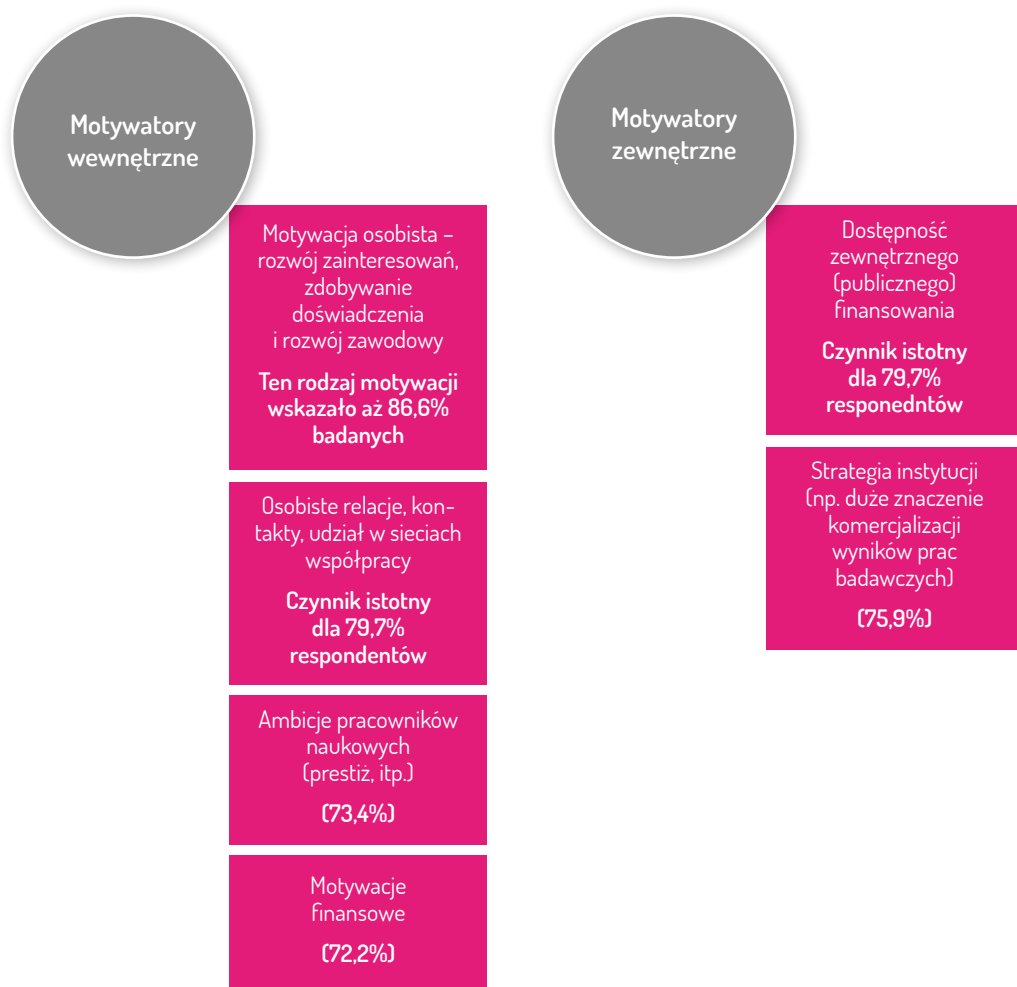 Motywatory
wewnętrzne
Motywacja osobista –
rozwój zainteresowań,
zdobywanie
doświadczenia
i rozwój zawodowy
Ten rodzaj motywacji
wskazało aż 86,6%
badanych
Osobiste relacje, kon-
takty, udział w sieciach
współpracy
Czynnik istotny
dla 79,7%
respondentów
Ambicje pracowników
naukowych
(prestiż, itp.)
(73,4%)
Motywacje
finansowe
(72,2%)
Motywatory
zewnętrzne
Dostępność
zewnętrznego
(publicznego)
finansowania
Czynnik istotny
dla 79,7%
responedntów
Strategia instytucji
(np. duże znaczenie
komercjalizacji
wyników prac
badawczych)
(75,9%)